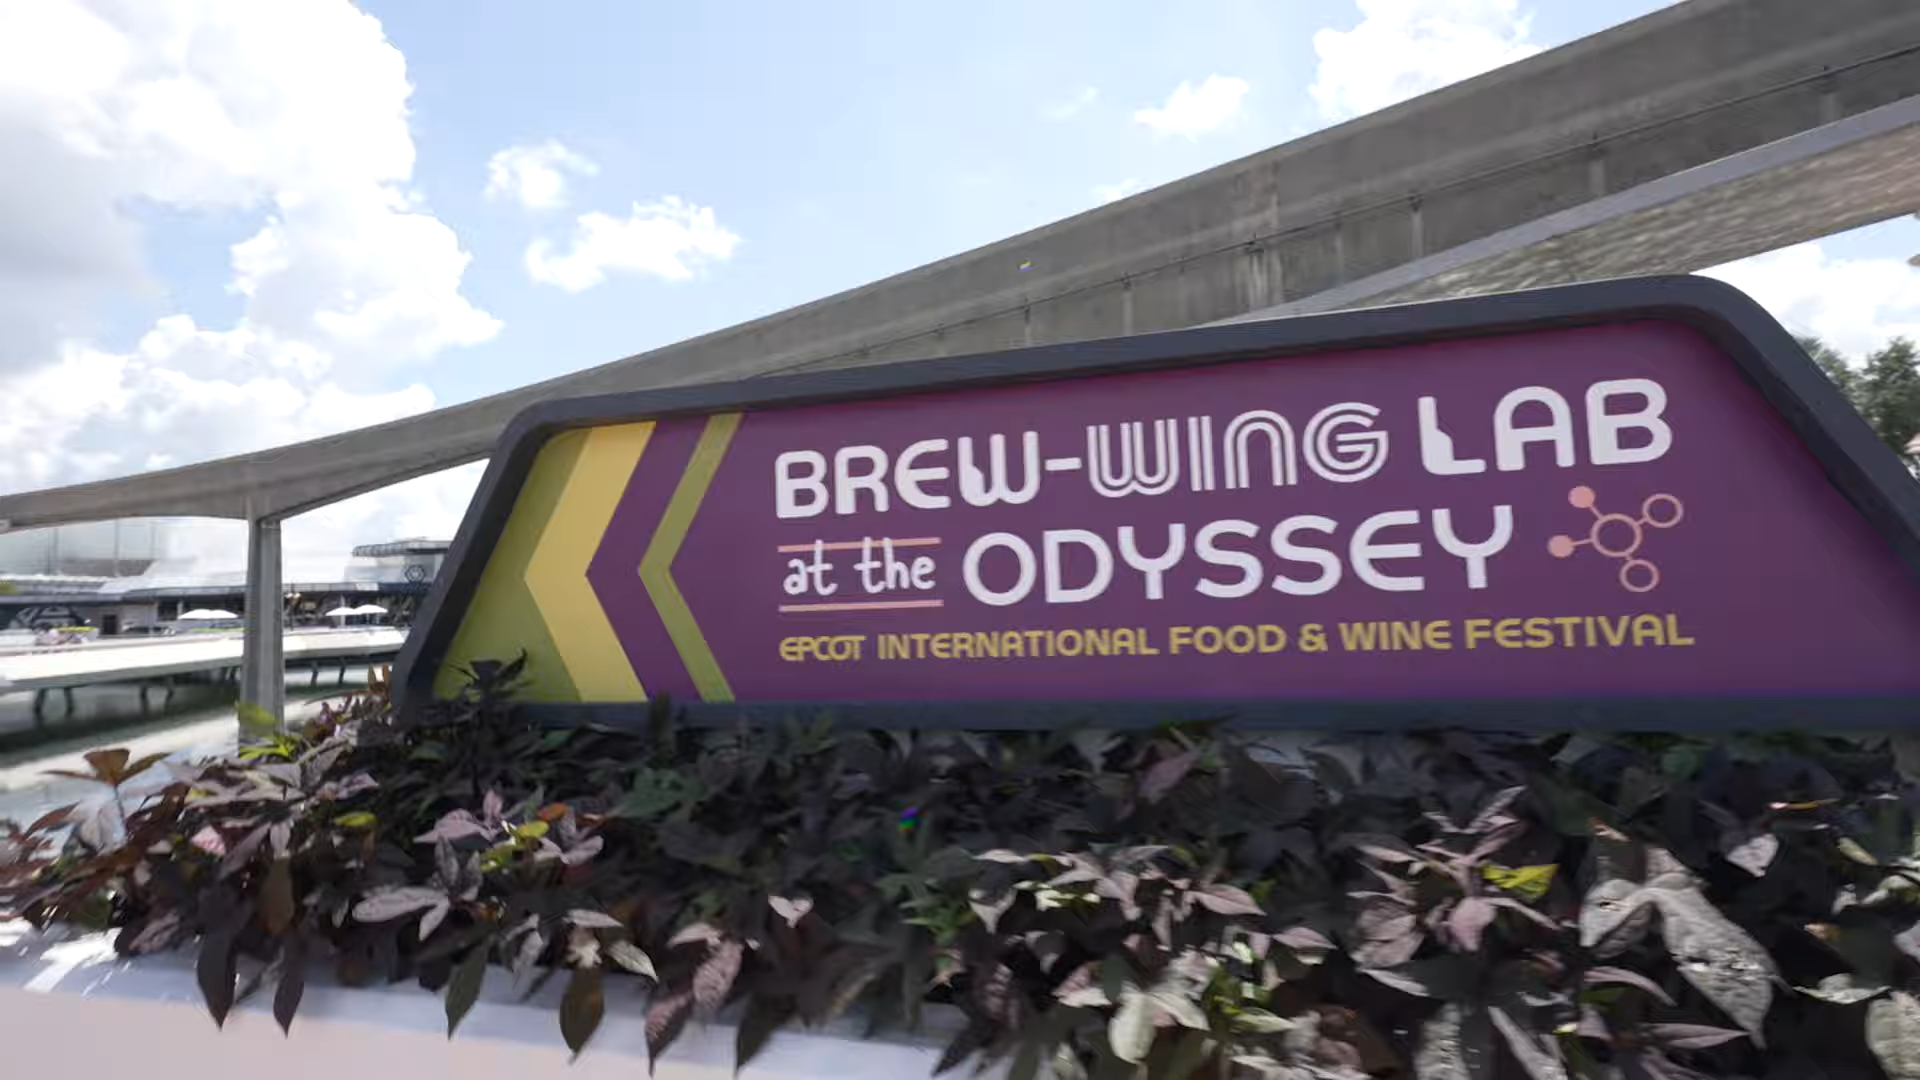 BREW-WING LAB
at the ODYSSEY
EPCOT INTERNATIONAL FOOD & WINE FESTIVAL